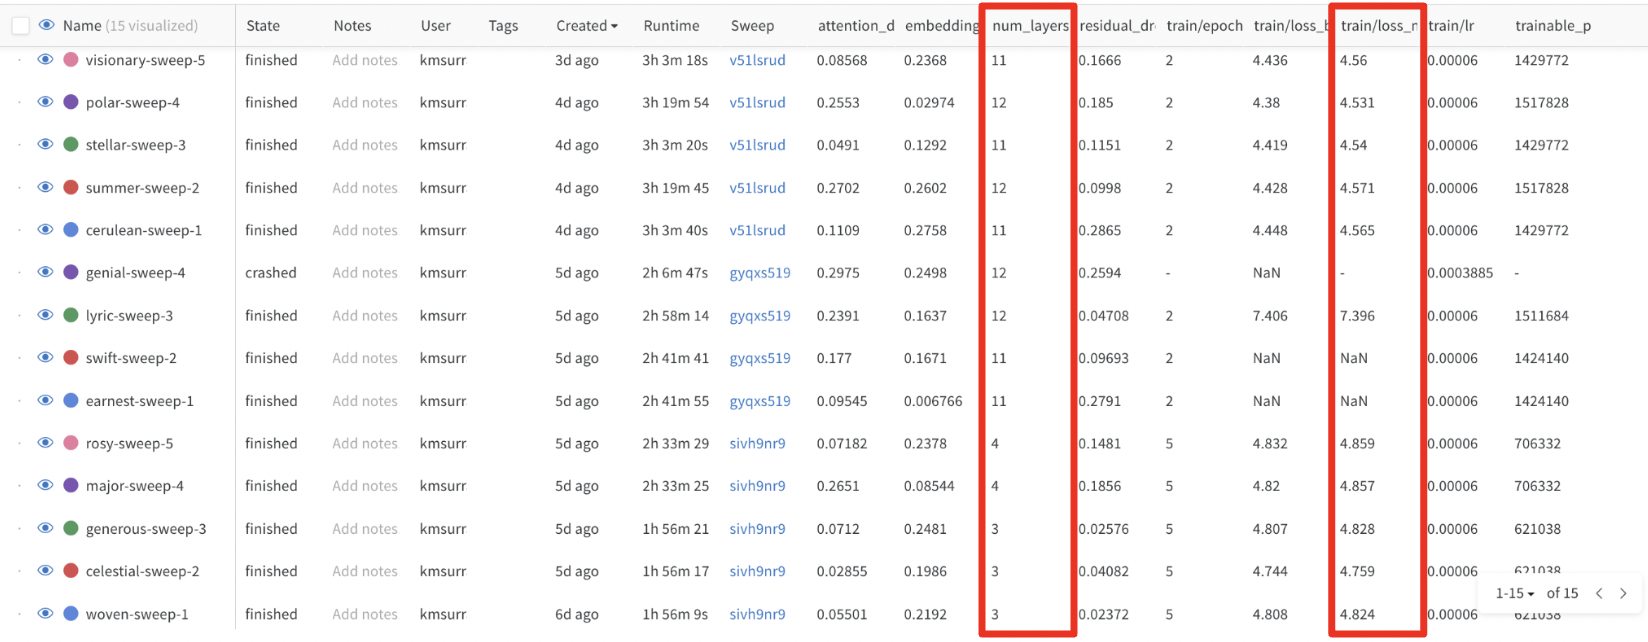 Name (15 visualized) State Notes User Tags Created Runtime Sweep attention_d embedding num_layers residual_dr train/epoch train/loss_b train/loss_n train/lr trainable_p
visionary-sweep-5 finished Add notes kmsurr 3d ago 3h 3m 18s v51lsrud 0.08568 0.2368 11 0.1666 2 4.436 4.56 0.00006 1429772
polar-sweep-4 finished Add notes kmsurr 4d ago 3h 19m 54 v51lsrud 0.2553 0.02974 12 0.185 2 4.38 4.531 0.00006 1517828
stellar-sweep-3 finished Add notes kmsurr 4d ago 3h 3m 20s v51lsrud 0.0491 0.1292 11 0.1151 2 4.419 4.54 0.00006 1429772
summer-sweep-2 finished Add notes kmsurr 4d ago 3h 19m 45 v51lsrud 0.2702 0.2602 12 0.0998 2 4.428 4.571 0.00006 1517828
cerulean-sweep-1 finished Add notes kmsurr 4d ago 3h 3m 40s v51lsrud 0.1109 0.2758 11 0.2865 2 4.448 4.565 0.00006 1429772
genial-sweep-4 crashed Add notes kmsurr 5d ago 2h 6m 47s gyqxs519 0.2975 0.2498 12 0.2594 - NaN - 0.0003885 -
lyric-sweep-3 finished Add notes kmsurr 5d ago 2h 58m 14 gyqxs519 0.2391 0.1637 12 0.04708 2 7.406 7.396 0.00006 1511684
swift-sweep-2 finished Add notes kmsurr 5d ago 2h 41m 41 gyqxs519 0.177 0.1671 11 0.09693 2 NaN NaN 0.00006 1424140
earnest-sweep-1 finished Add notes kmsurr 5d ago 2h 41m 55 gyqxs519 0.09545 0.006766 11 0.2791 2 NaN NaN 0.00006 1424140
rosy-sweep-5 finished Add notes kmsurr 5d ago 2h 33m 29 sivh9nr9 0.07182 0.2378 4 0.1481 5 4.832 4.859 0.00006 706332
major-sweep-4 finished Add notes kmsurr 5d ago 2h 33m 25 sivh9nr9 0.2651 0.08544 4 0.1856 5 4.82 4.857 0.00006 706332
generous-sweep-3 finished Add notes kmsurr 5d ago 1h 56m 21 sivh9nr9 0.0712 0.2481 3 0.02576 5 4.807 4.828 0.00006 621038
celestial-sweep-2 finished Add notes kmsurr 5d ago 1h 56m 17 sivh9nr9 0.02855 0.1986 3 0.04082 5 4.744 4.759 0.00006 621038
1-15 of 15
woven-sweep-1 finished Add notes kmsurr 6d ago 1h 56m 9s sivh9nr9 0.05501 0.2192 3 0.02372 5 4.808 4.824 0.00006 621038